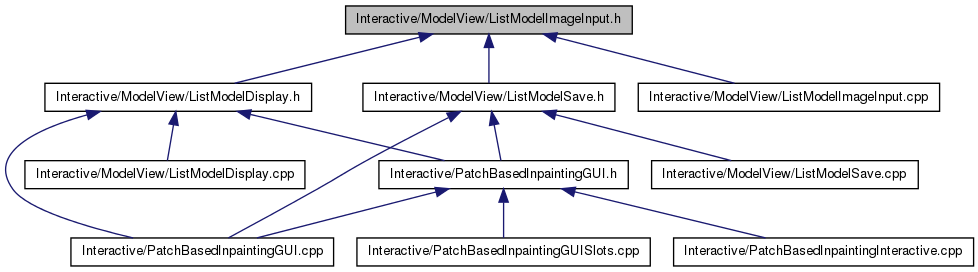 Interactive/ModelView/ListModelImageInput.h
Interactive/ModelView/ListModelDisplay.h
Interactive/ModelView/ListModelSave.h
Interactive/ModelView/ListModelImageInput.cpp
Interactive/ModelView/ListModelDisplay.cpp
Interactive/PatchBasedInpaintingGUI.h
Interactive/ModelView/ListModelSave.cpp
Interactive/PatchBasedInpaintingGUI.cpp
Interactive/PatchBasedInpaintingGUISlots.cpp
Interactive/PatchBasedInpaintingInteractive.cpp